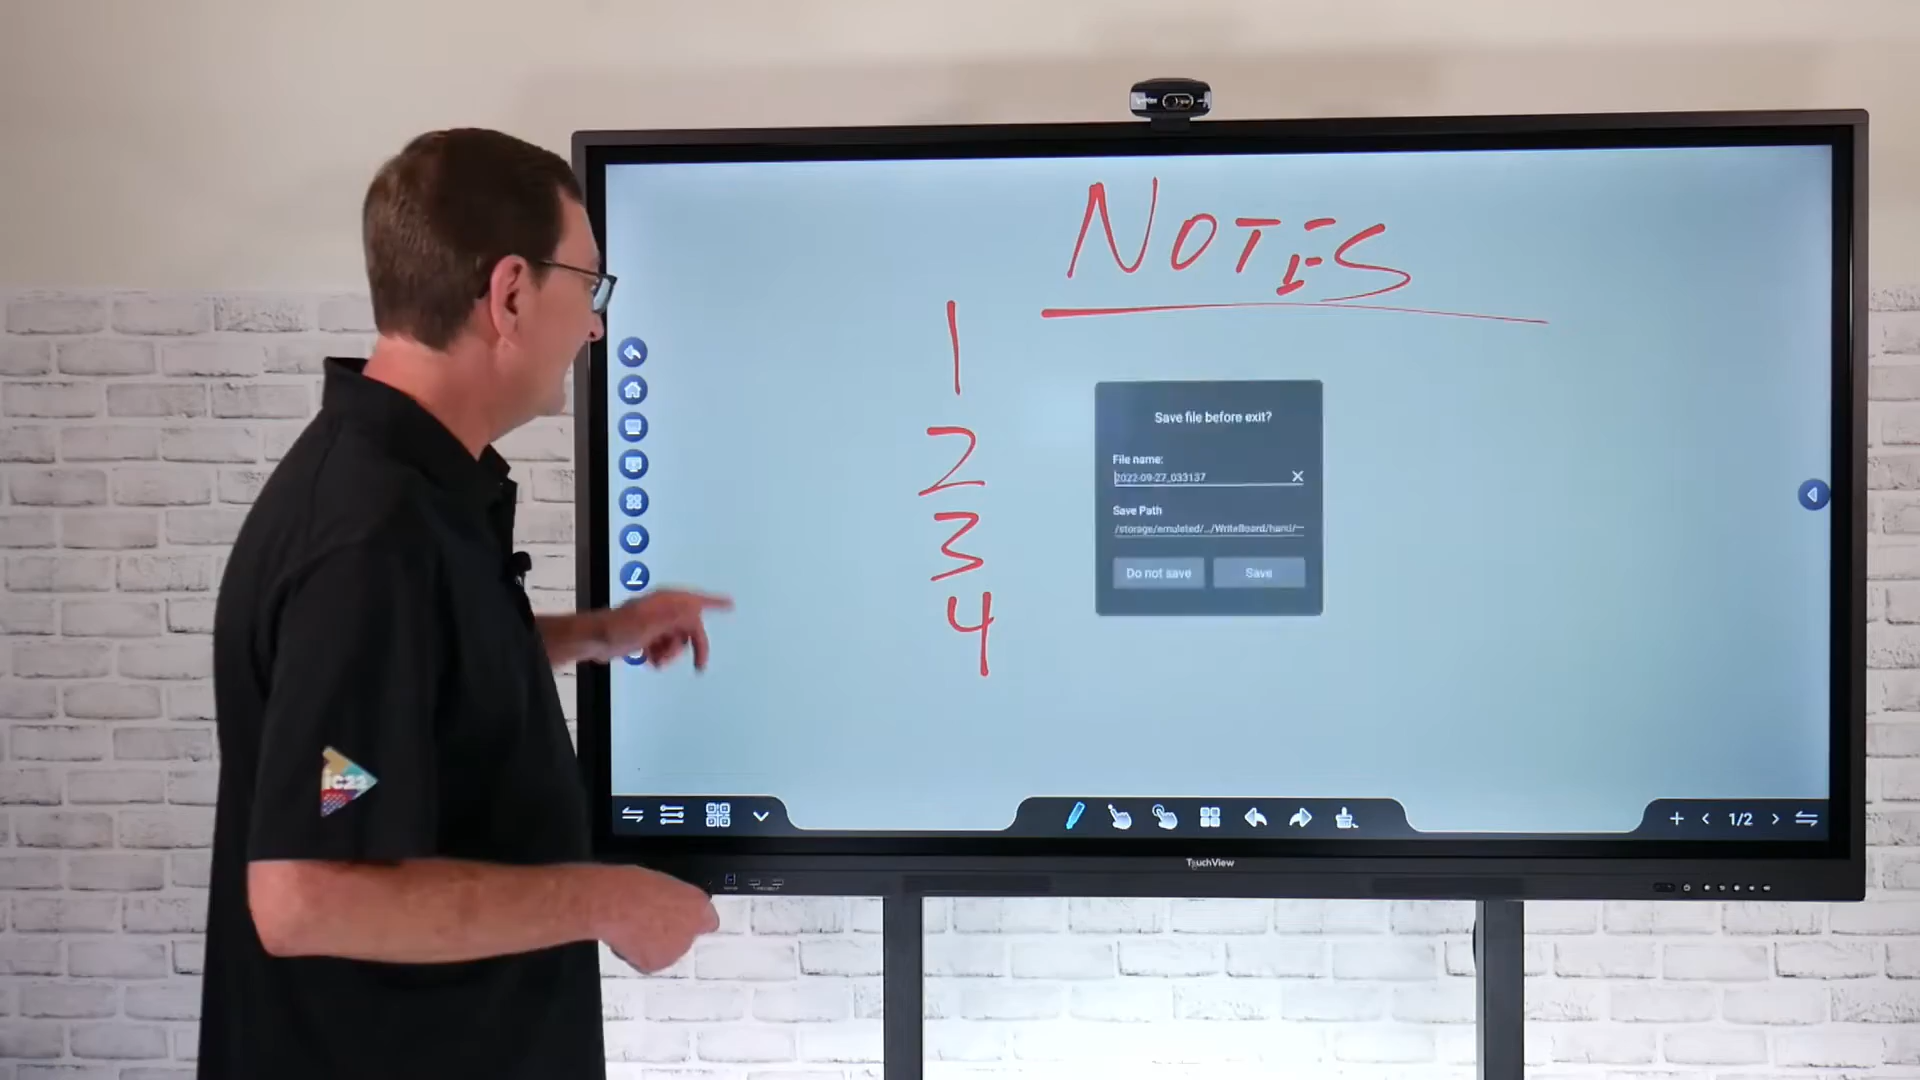 NOTES
1
2
3
4
Save file before exit?
File name:
2022-09-27_033137
Save Path
/storage/emulated/.../WriteBoard/hand/
Do not save
Save
1/2
TouchView
ic22